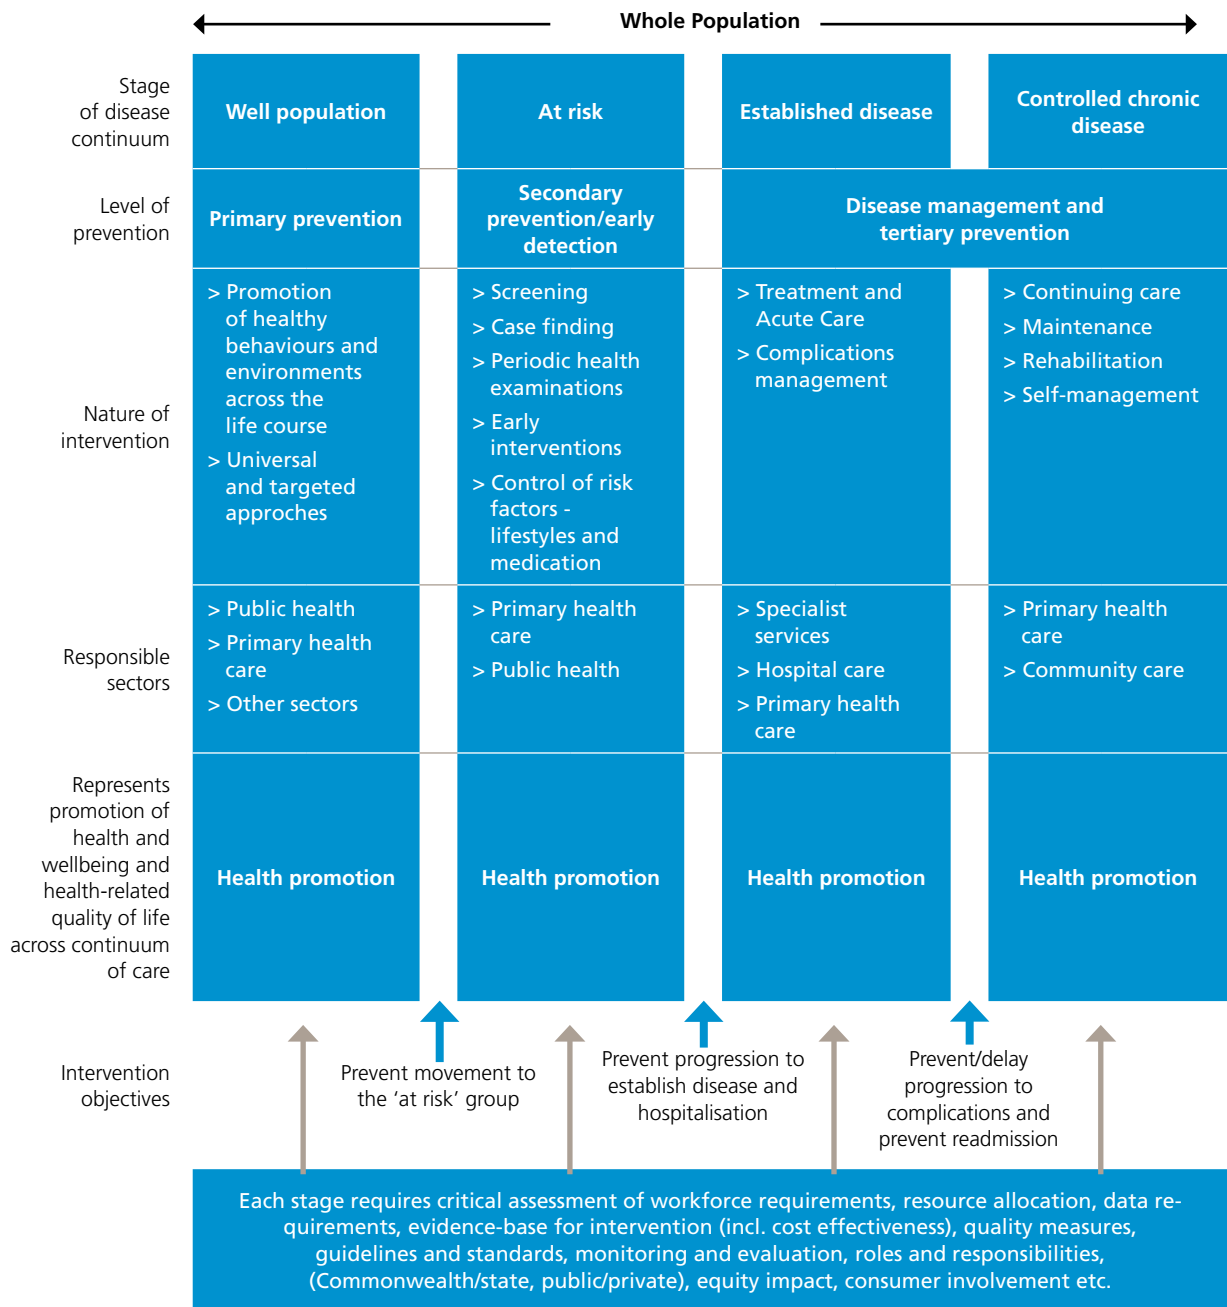 Whole Population
Stage
of disease
continuum
Well population
At risk
Established disease
Controlled chronic
disease
Level of
prevention
Primary prevention
Secondary
prevention/early
detection
Disease management and
tertiary prevention
Nature of
intervention
> Promotion
of healthy
behaviours and
environments
across the
life course
> Universal
and targeted
approches
> Screening
> Case finding
> Periodic health
examinations
> Early
interventions
> Control of risk
factors -
lifestyles and
medication
> Treatment and
Acute Care
> Complications
management
> Continuing care
> Maintenance
> Rehabilitation
> Self-management
Responsible
sectors
> Public health
> Primary health
care
> Other sectors
> Primary health
care
> Public health
> Specialist
services
> Hospital care
> Primary health
care
> Primary health
care
> Community care
Represents
promotion of
health and
wellbeing and
health-related
quality of life
across continuum
of care
Health promotion
Health promotion
Health promotion
Health promotion
Intervention
objectives
Prevent movement to
the ‘at risk’ group
Prevent progression to
establish disease and
hospitalisation
Prevent/delay
progression to
complications and
prevent readmission
Each stage requires critical assessment of workforce requirements, resource allocation, data re-
quirements, evidence-base for intervention (incl. cost effectiveness), quality measures,
guidelines and standards, monitoring and evaluation, roles and responsibilities,
(Commonwealth/state, public/private), equity impact, consumer involvement etc.